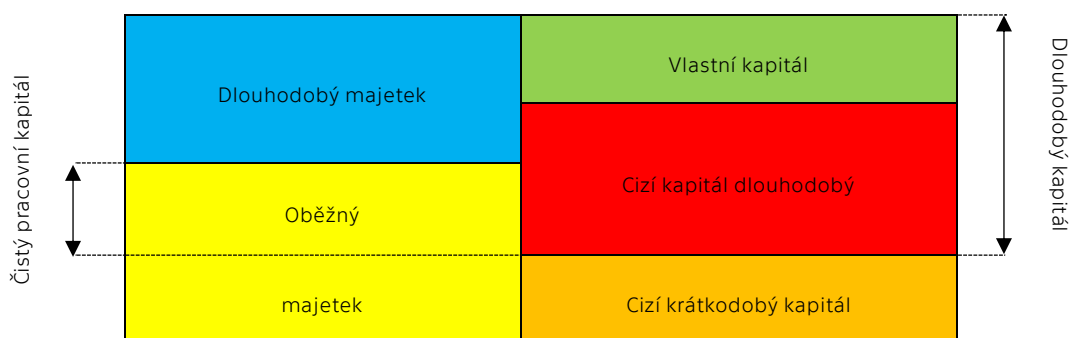 Čistý pracovní kapitál
Dlouhodobý majetek
Oběžný
majetek
Vlastní kapitál
Cizí kapitál dlouhodobý
Cizí krátkodobý kapitál
Dlouhodobý kapitál